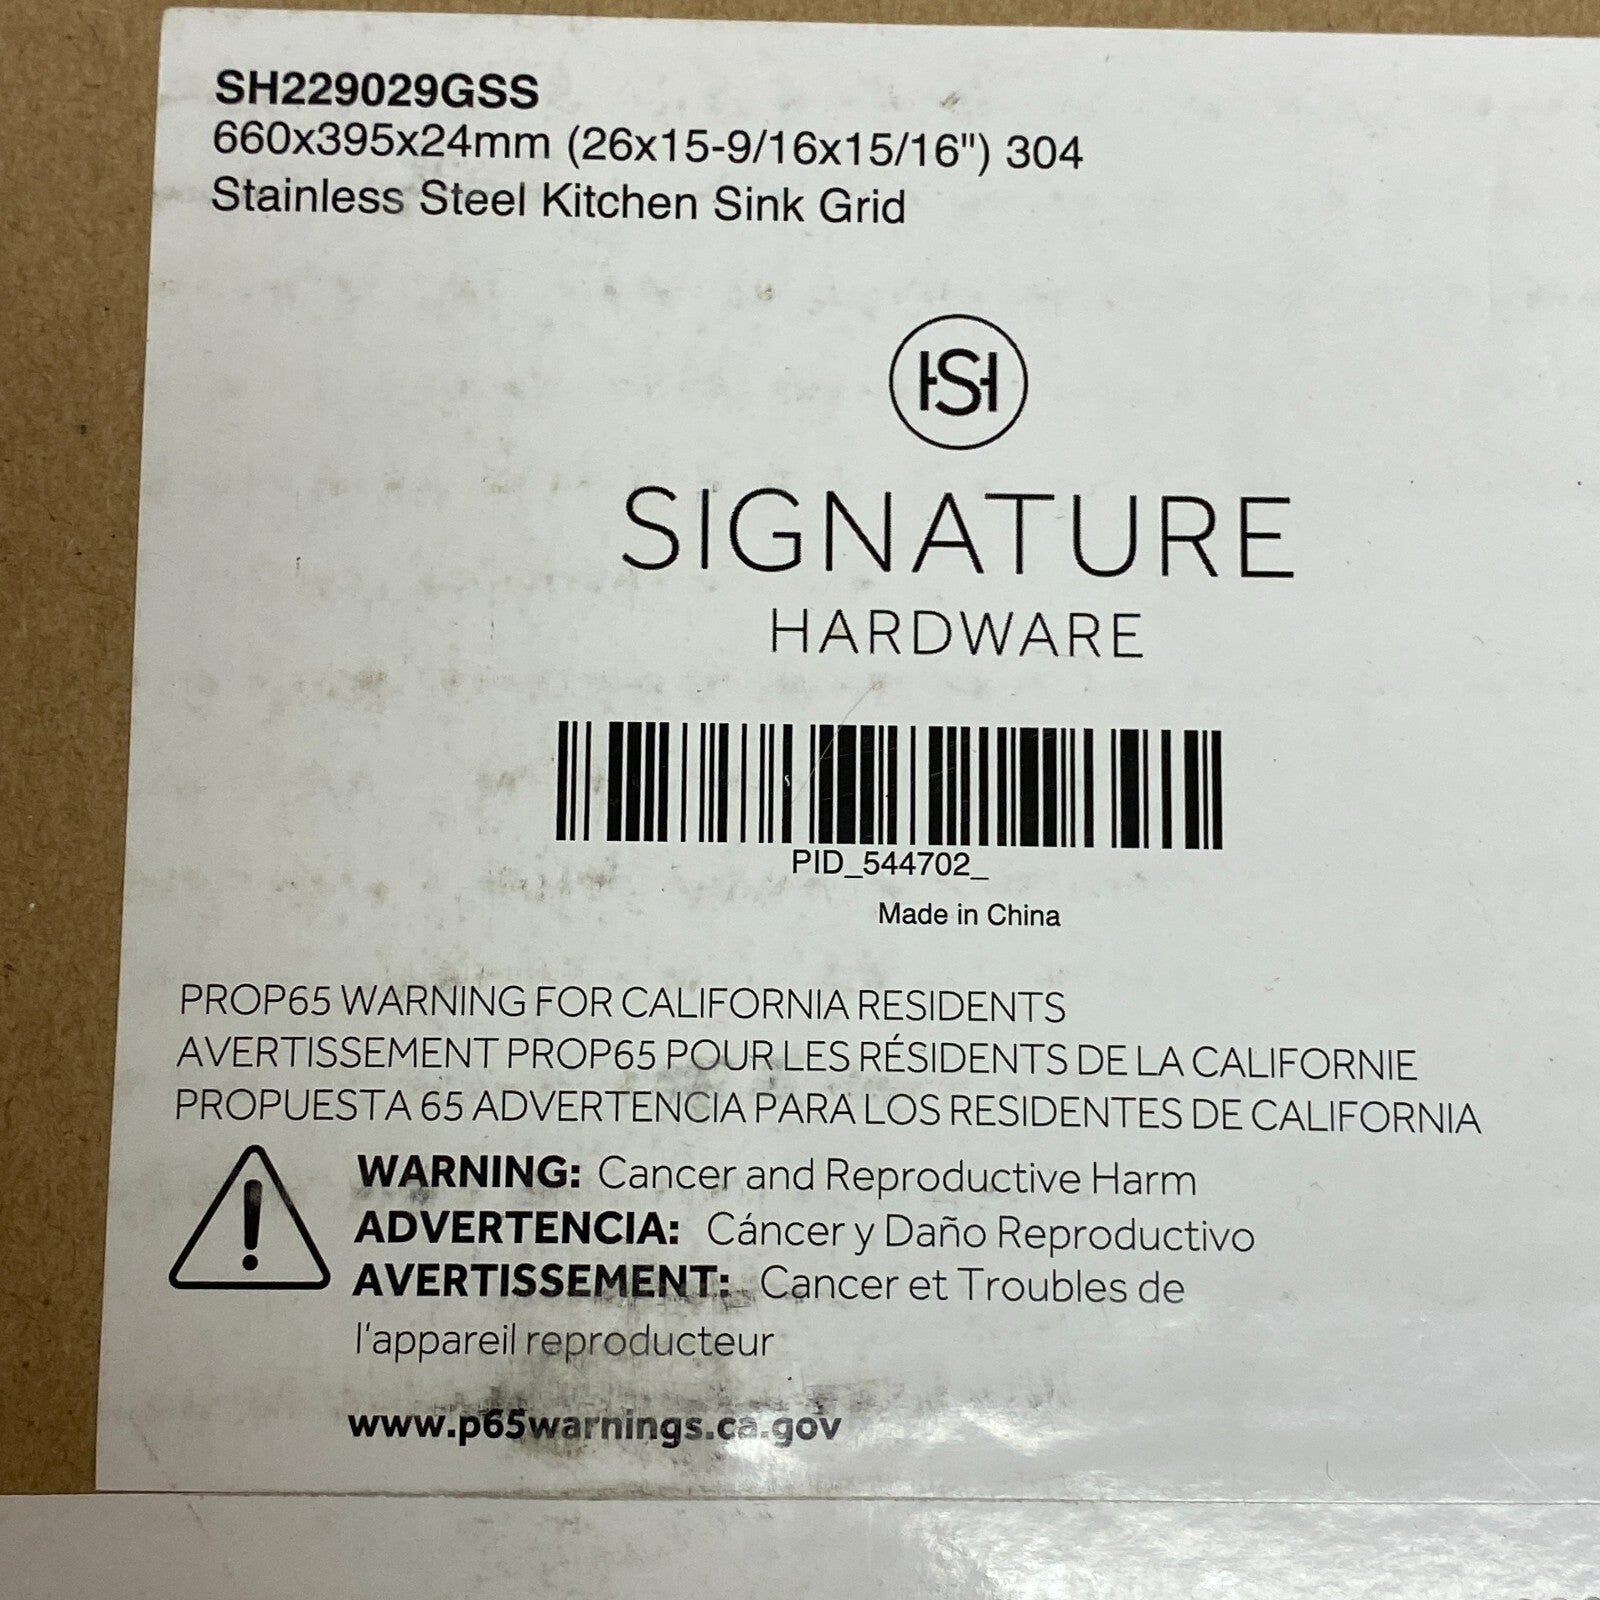 SH229029GSS
660x395x24mm (26x15-9/16x15/16") 304
Stainless Steel Kitchen Sink Grid
HSH
SIGNATURE
HARDWARE
PID_544702_
Made in China
PROP65 WARNING FOR CALIFORNIA RESIDENTS
AVERTISSEMENT PROP65 POUR LES RÉSIDENTS DE LA CALIFORNIE
PROPUESTA 65 ADVERTENCIA PARA LOS RESIDENTES DE CALIFORNIA
WARNING: Cancer and Reproductive Harm
ADVERTENCIA: Cáncer y Daño Reproductivo
AVERTISSEMENT: Cancer et Troubles de
l'appareil reproducteur
www.p65warnings.ca.gov